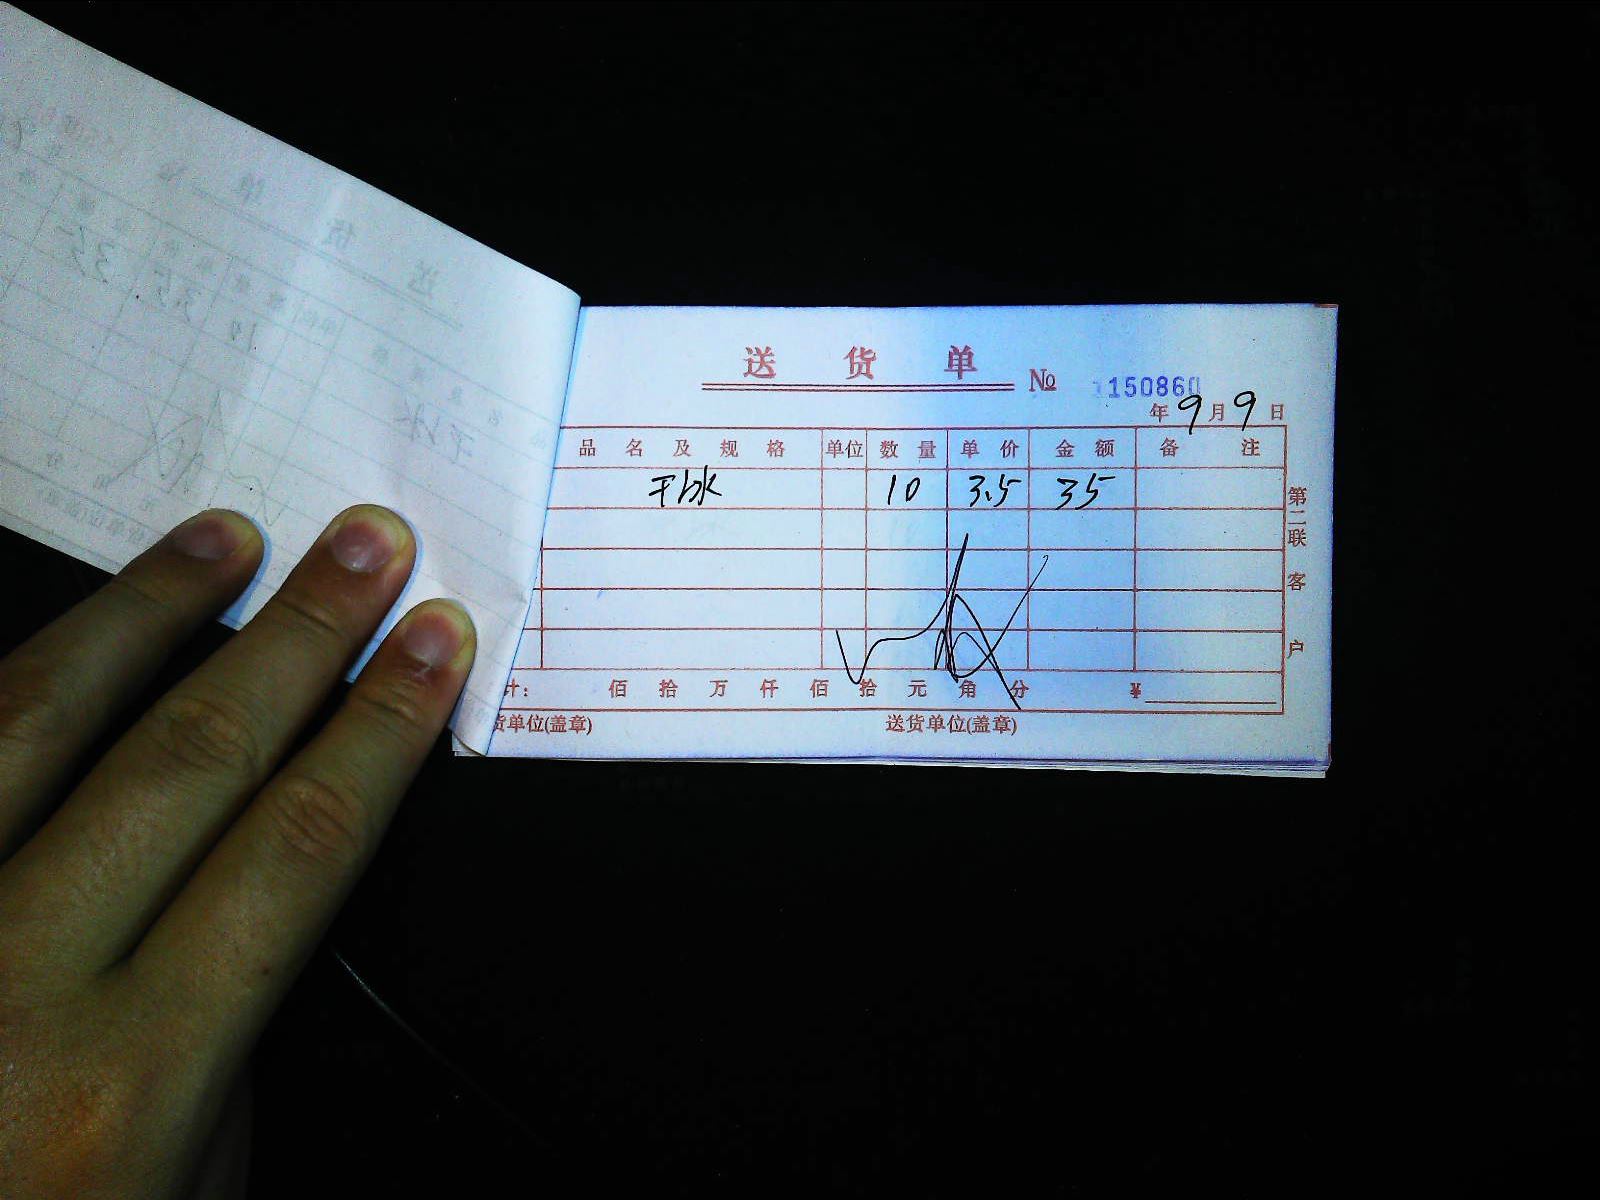 送货单 № 1150860
年9月9日
品名及规格 单位 数量 单价 金额 备注
干冰 10 3.5 35
第二联 客户
计: 佰 拾 万 仟 佰 拾 元 角 分 ¥
货单位(盖章) 送货单位(盖章)